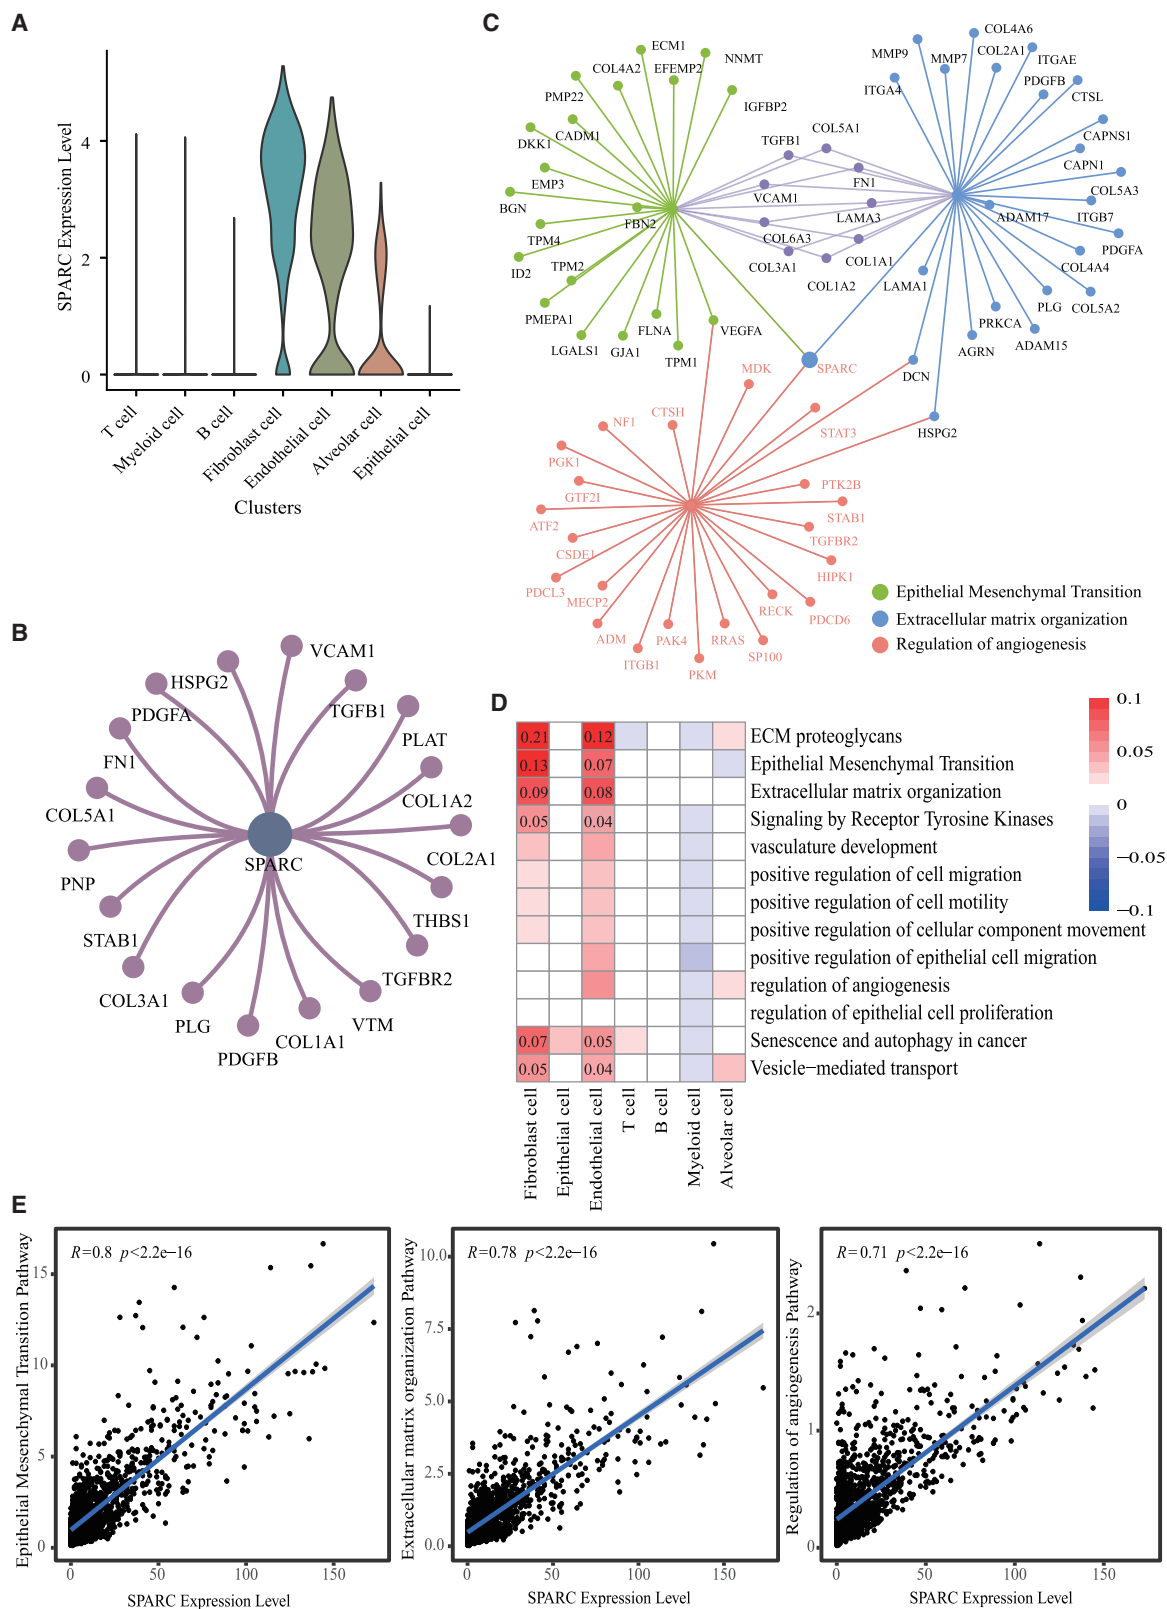 A
SPARC Expression Level
4
2
0
T cell
Myeloid cell
B cell
Fibroblast cell
Endothelial cell
Alveolar cell
Epithelial cell
Clusters
B
VCAM1
HSPG2
TGFB1
PDGFA
PLAT
FN1
COL1A2
COL5A1
COL2A1
SPARC
PNP
THBS1
STAB1
TGFBR2
COL3A1
VTM
PLG
COL1A1
PDGFB
C
ECM1
NNMT
COL4A2
EFEMP2
PMP22
IGFBP2
CADM1
DKK1
EMP3
BGN
FBN2
TPM4
TPM2
ID2
PMEPA1
FLNA
VEGFA
LGALS1
GJA1
TPM1
COL5A1
TGFB1
FN1
VCAM1
LAMA3
COL6A3
COL1A1
COL3A1
COL1A2
COL4A6
MMP9
MMP7
COL2A1
ITGAE
ITGA4
PDGFB
CTSL
CAPNS1
CAPN1
COL5A3
ADAM17
ITGB7
PDGFA
COL4A4
LAMA1
PLG
COL5A2
PRKCA
AGRN
ADAM15
DCN
HSPG2
MDK
SPARC
STAT3
CTSH
NF1
PGK1
GTF2I
PTK2B
STAB1
ATF2
TGFBR2
CSDE1
HIPK1
PDCL3
MECP2
RECK
PDCD6
ADM
PAK4
RRAS
SP100
ITGB1
PKM
Epithelial Mesenchymal Transition
Extracellular matrix organization
Regulation of angiogenesis
D
0.21 0.12 ECM proteoglycans
0.13 0.07 Epithelial Mesenchymal Transition
0.09 0.08 Extracellular matrix organization
0.05 0.04 Signaling by Receptor Tyrosine Kinases
vasculature development
positive regulation of cell migration
positive regulation of cell motility
positive regulation of cellular component movement
positive regulation of epithelial cell migration
regulation of angiogenesis
regulation of epithelial cell proliferation
0.07 0.05 Senescence and autophagy in cancer
0.05 0.04 Vesicle−mediated transport
Fibroblast cell
Epithelial cell
Endothelial cell
T cell
B cell
Myeloid cell
Alveolar cell
0.1
0.05
0
−0.05
−0.1
E
Epithelial Mesenchymal Transition Pathway
R=0.8 p<2.2e−16
15
10
5
0
0 50 100 150
SPARC Expression Level
Extracellular matrix organization Pathway
R=0.78 p<2.2e−16
10.0
7.5
5.0
2.5
0.0
0 50 100 150
SPARC Expression Level
Regulation of angiogenesis Pathway
R=0.71 p<2.2e−16
2
1
0
0 50 100 150
SPARC Expression Level